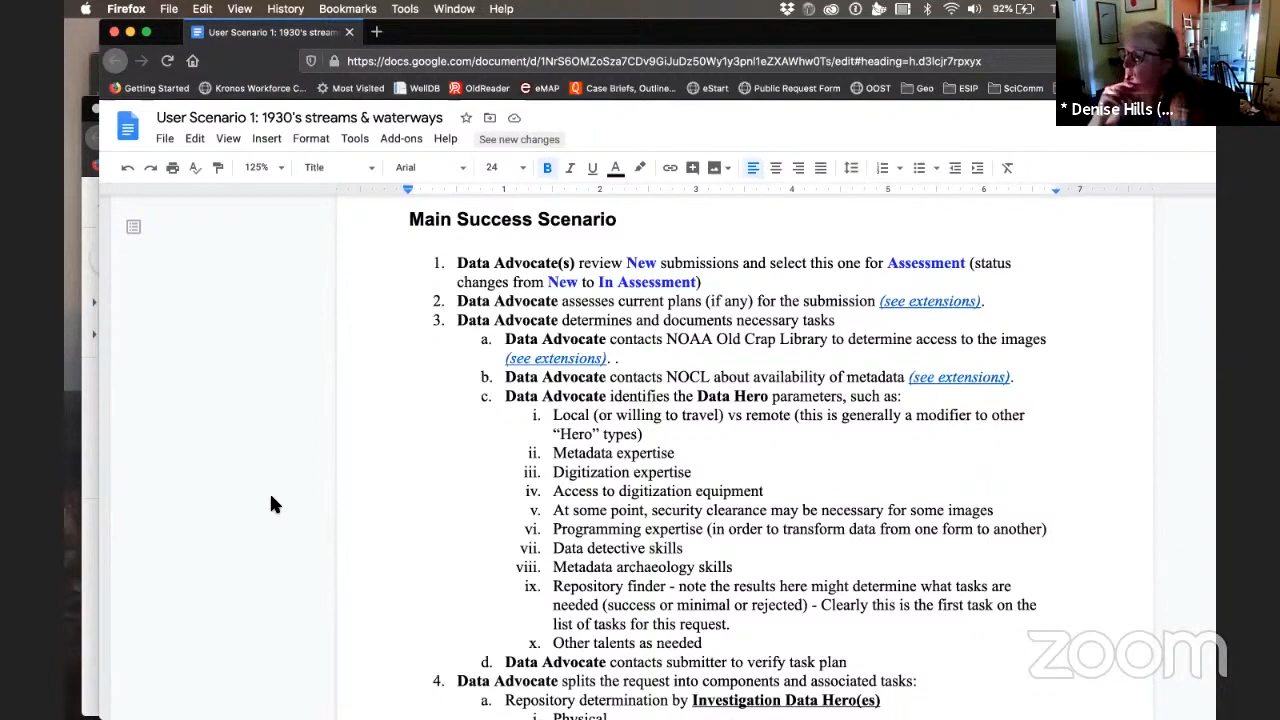 Firefox File Edit View History Bookmarks Tools Window Help 92%
User Scenario 1: 1930's stream
https://docs.google.com/document/d/1NrS6OMZoSza7CDv9GiJuDz50Wy1y3pnl1eZXAWhw0Ts/edit#heading=h.d3lcjr7rpxyx
Getting Started Kronos Workforce C... Most Visited WellDB OldReader eMAP Case Briefs, Outline... eStart Public Request Form OOST Geo ESIP SciComm
* Denise Hills (...
User Scenario 1: 1930's streams & waterways
File Edit View Insert Format Tools Add-ons Help See new changes
125% Title Arial 24 B I U A
1 2 3 4 5 6 7
Main Success Scenario
1. Data Advocate(s) review New submissions and select this one for Assessment (status
changes from New to In Assessment)
2. Data Advocate assesses current plans (if any) for the submission (see extensions).
3. Data Advocate determines and documents necessary tasks
a. Data Advocate contacts NOAA Old Crap Library to determine access to the images
(see extensions). .
b. Data Advocate contacts NOCL about availability of metadata (see extensions).
c. Data Advocate identifies the Data Hero parameters, such as:
i. Local (or willing to travel) vs remote (this is generally a modifier to other
“Hero” types)
ii. Metadata expertise
iii. Digitization expertise
iv. Access to digitization equipment
v. At some point, security clearance may be necessary for some images
vi. Programming expertise (in order to transform data from one form to another)
vii. Data detective skills
viii. Metadata archaeology skills
ix. Repository finder - note the results here might determine what tasks are
needed (success or minimal or rejected) - Clearly this is the first task on the
list of tasks for this request.
x. Other talents as needed
d. Data Advocate contacts submitter to verify task plan
4. Data Advocate splits the request into components and associated tasks:
a. Repository determination by Investigation Data Hero(es)
i. Physical
zoom